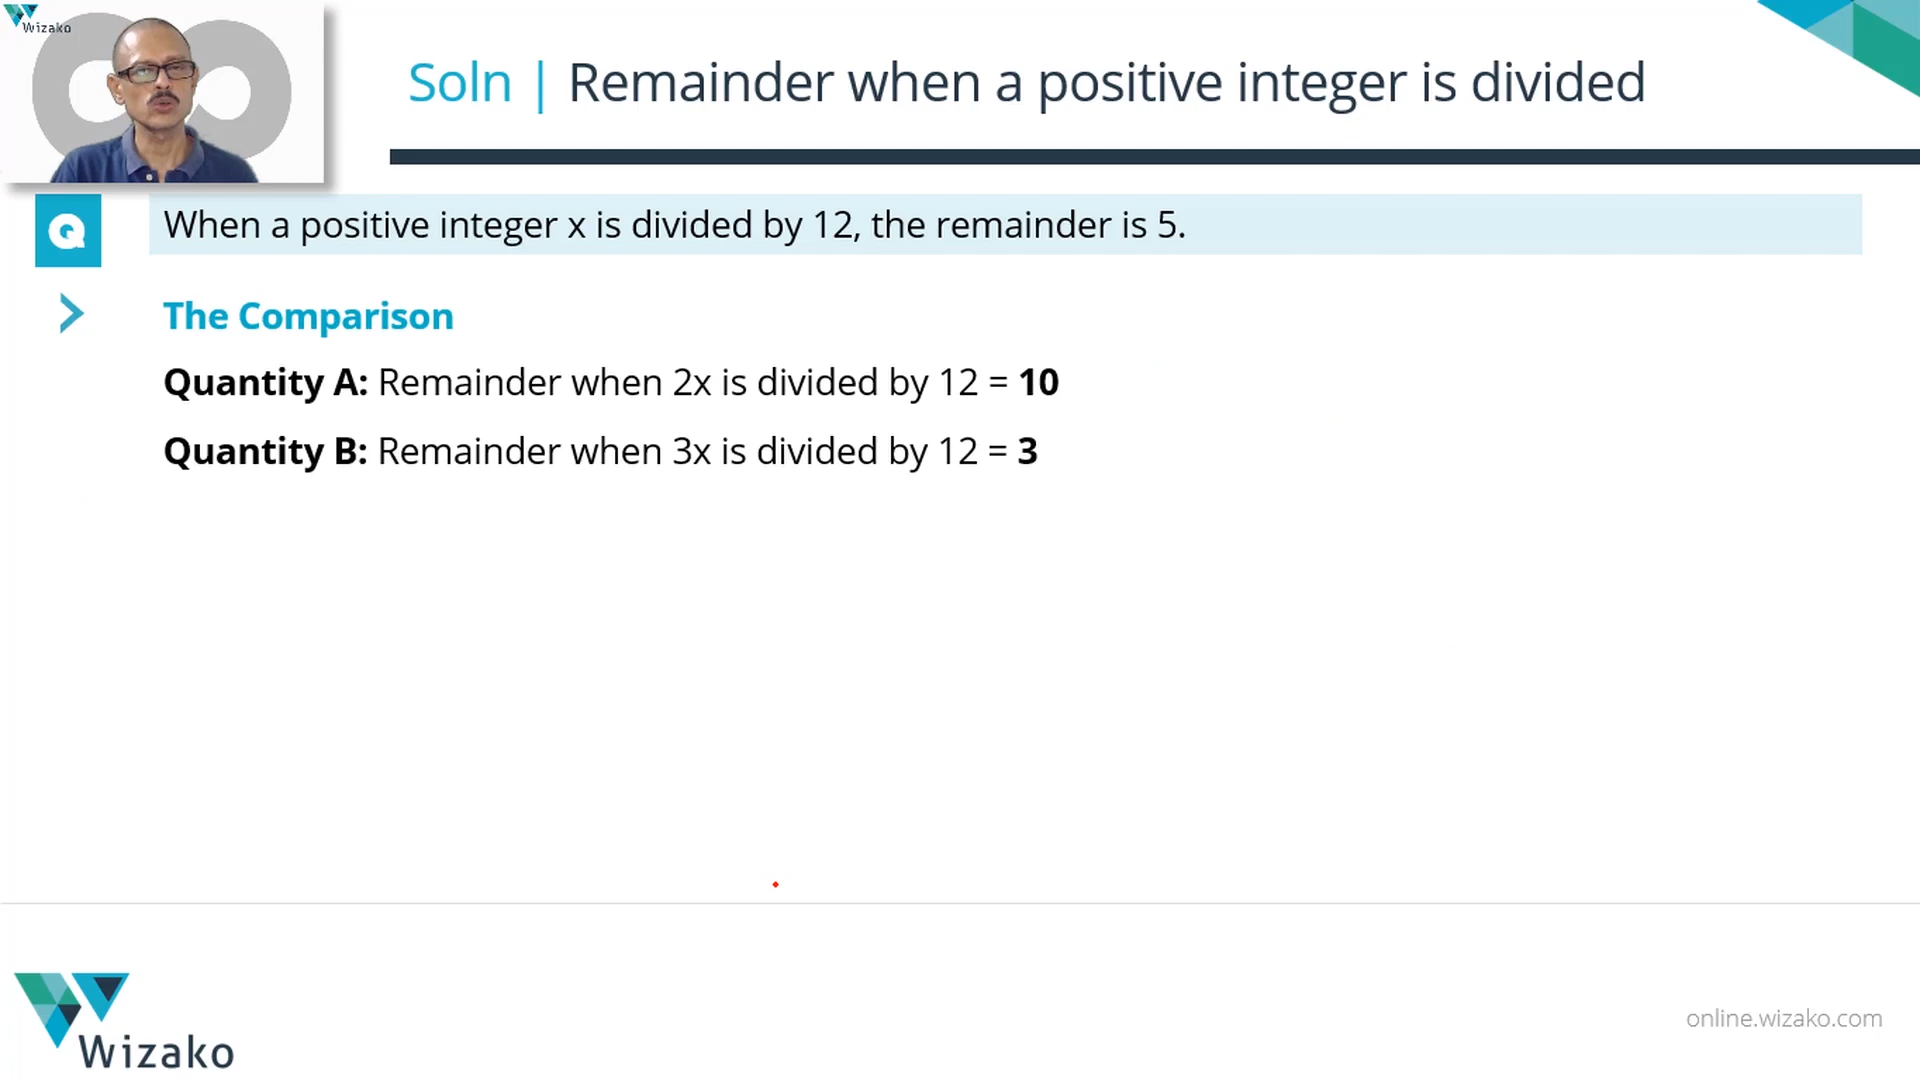 Wizako
Soln | Remainder when a positive integer is divided
Q
When a positive integer x is divided by 12, the remainder is 5.
The Comparison
Quantity A: Remainder when 2x is divided by 12 = 10
Quantity B: Remainder when 3x is divided by 12 = 3
Wizako
online.wizako.com